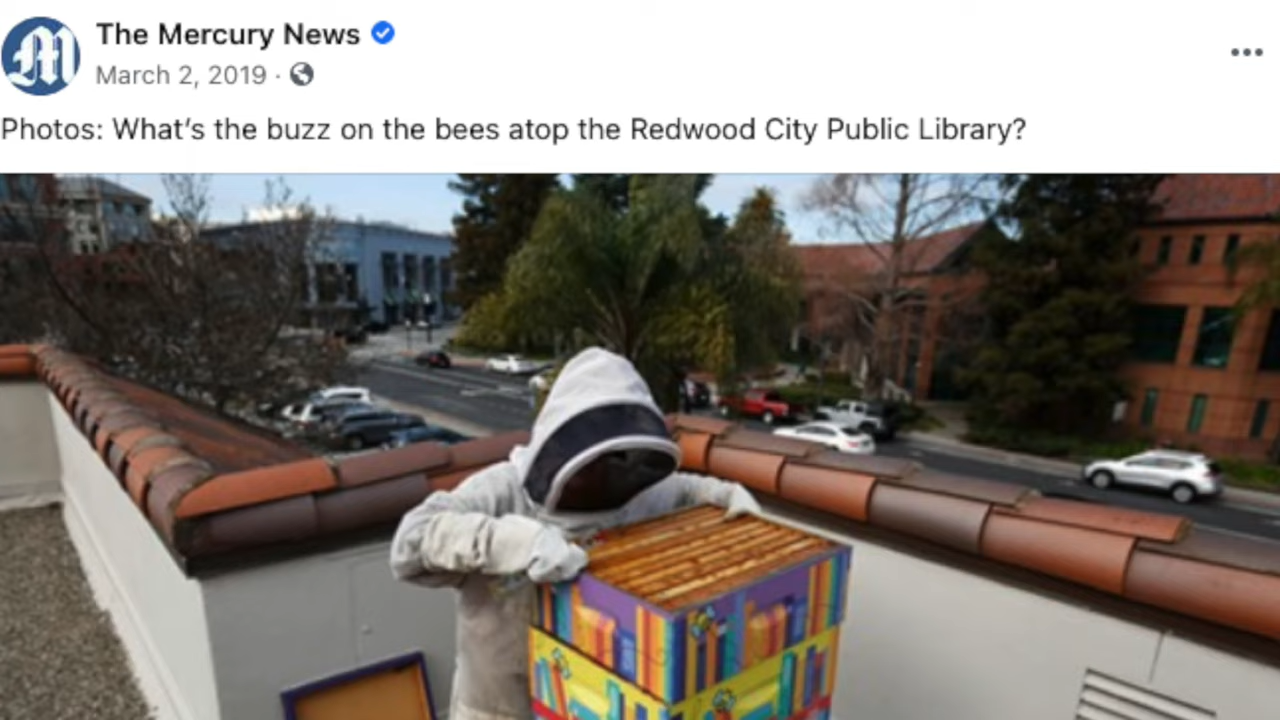 The Mercury News
March 2, 2019 ·
Photos: What's the buzz on the bees atop the Redwood City Public Library?